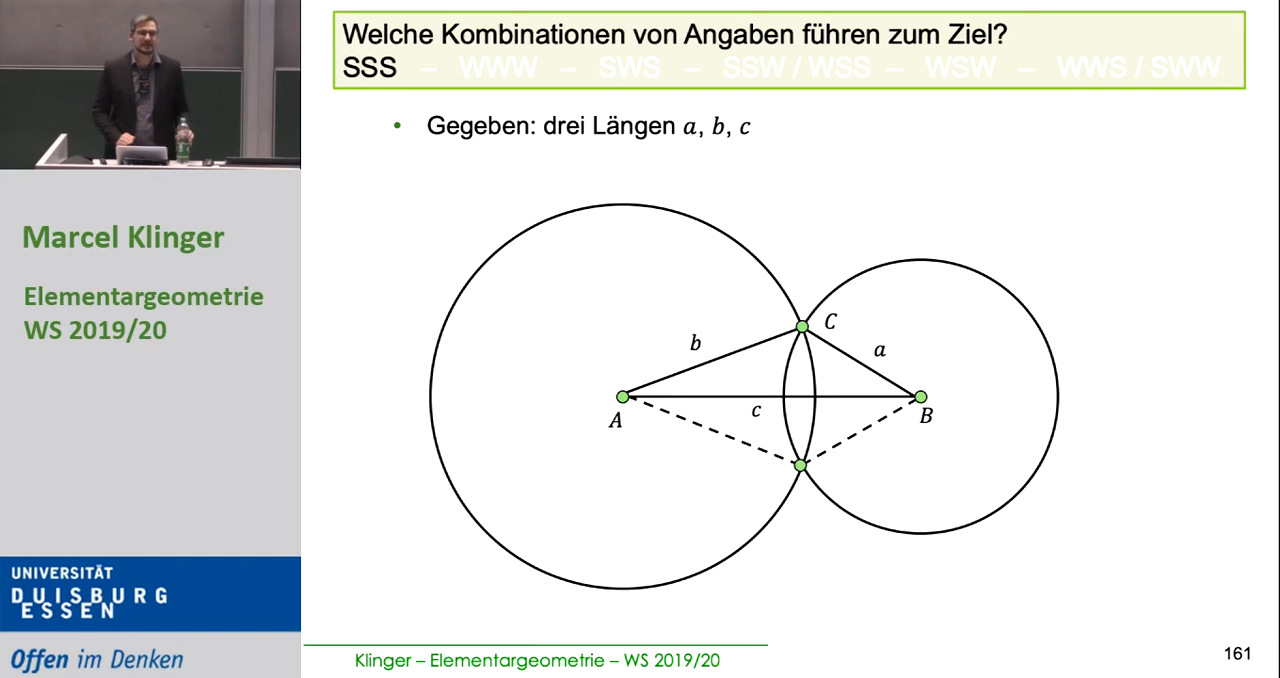 Welche Kombinationen von Angaben führen zum Ziel?
SSS – WWW – SWS – SSW / WSS – WSW – WWS / SWW
• Gegeben: drei Längen a, b, c
Marcel Klinger
Elementargeometrie
WS 2019/20
C
b
a
A
c
B
UNIVERSITÄT
DUISBURG
ESSEN
Offen im Denken
Klinger – Elementargeometrie – WS 2019/20
161